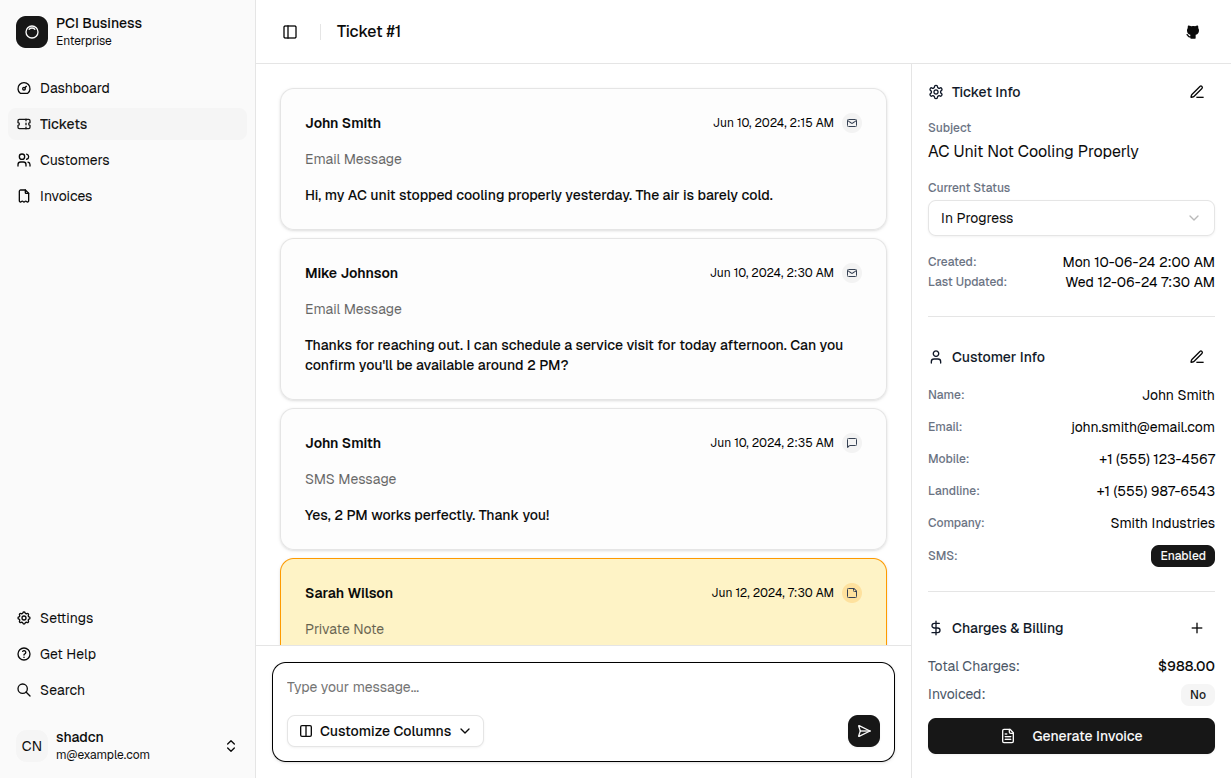 PCI Business
Enterprise
Dashboard
Tickets
Customers
Invoices
Settings
Get Help
Search
CN
shadcn
m@example.com
Ticket #1
John Smith
Jun 10, 2024, 2:15 AM
Email Message
Hi, my AC unit stopped cooling properly yesterday. The air is barely cold.
Mike Johnson
Jun 10, 2024, 2:30 AM
Email Message
Thanks for reaching out. I can schedule a service visit for today afternoon. Can you
confirm you'll be available around 2 PM?
John Smith
Jun 10, 2024, 2:35 AM
SMS Message
Yes, 2 PM works perfectly. Thank you!
Sarah Wilson
Jun 12, 2024, 7:30 AM
Private Note
Type your message...
Customize Columns
Ticket Info
Subject
AC Unit Not Cooling Properly
Current Status
In Progress
Created: Mon 10-06-24 2:00 AM
Last Updated: Wed 12-06-24 7:30 AM
Customer Info
Name: John Smith
Email: john.smith@email.com
Mobile: +1 (555) 123-4567
Landline: +1 (555) 987-6543
Company: Smith Industries
SMS: Enabled
Charges & Billing
Total Charges: $988.00
Invoiced: No
Generate Invoice